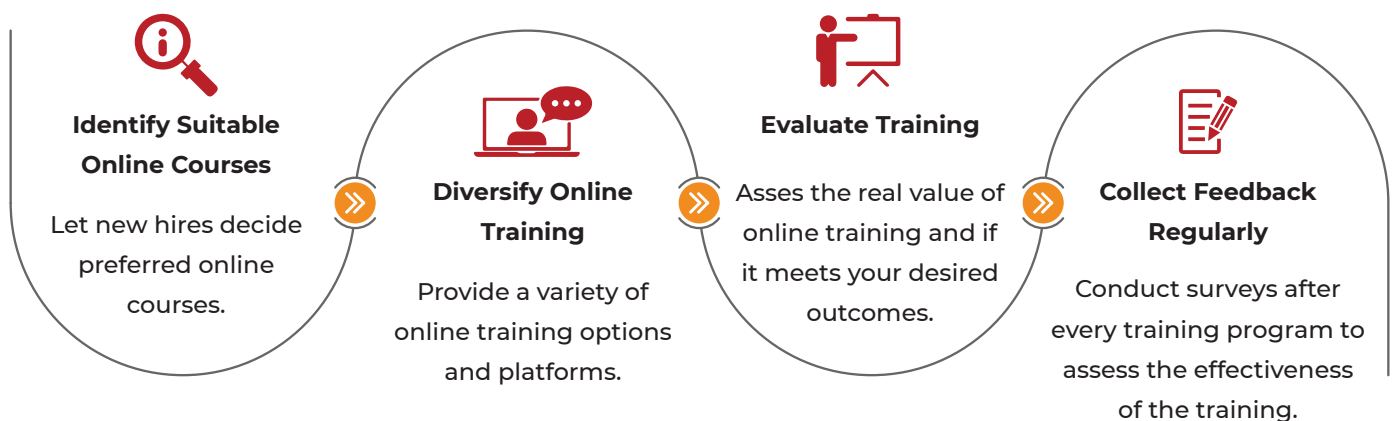 Identify Suitable
Online Courses
Let new hires decide
preferred online
courses.
Diversify Online
Training
Provide a variety of
online training options
and platforms.
Evaluate Training
Asses the real value of
online training and if
it meets your desired
outcomes.
Collect Feedback
Regularly
Conduct surveys after
every training program to
assess the effectiveness
of the training.